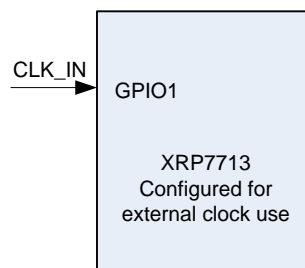 CLK_IN
GPIO1
XRP7713
Configured for
external clock use